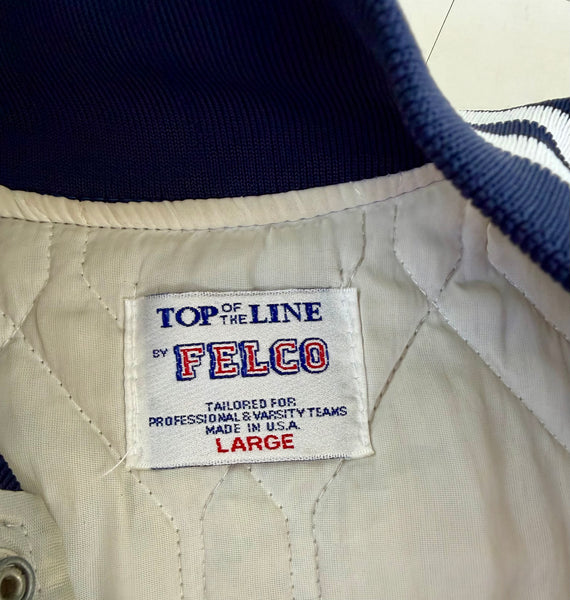 TOP OF THE LINE
BY FELCO
TAILORED FOR
PROFESSIONAL & VARSITY TEAMS
MADE IN U.S.A.
LARGE